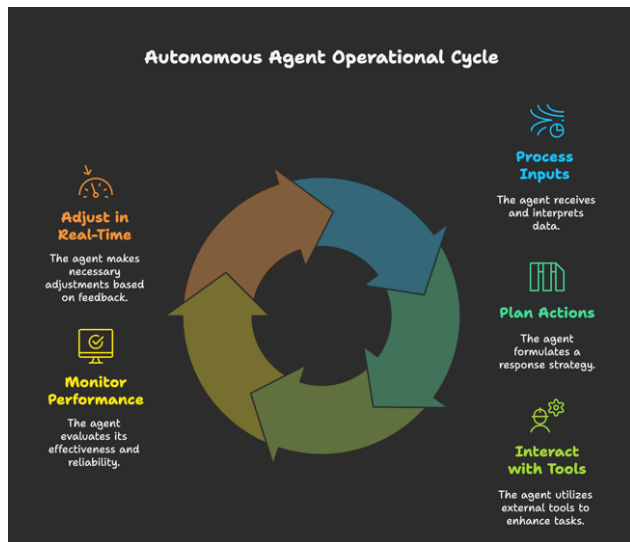 Autonomous Agent Operational Cycle
Process
Inputs
The agent receives
and interprets
data.
Plan Actions
The agent
formulates a
response strategy.
Interact
with Tools
The agent utilizes
external tools to
enhance tasks.
Monitor
Performance
The agent
evaluates its
effectiveness and
reliability.
Adjust in
Real-Time
The agent makes
necessary
adjustments based
on feedback.